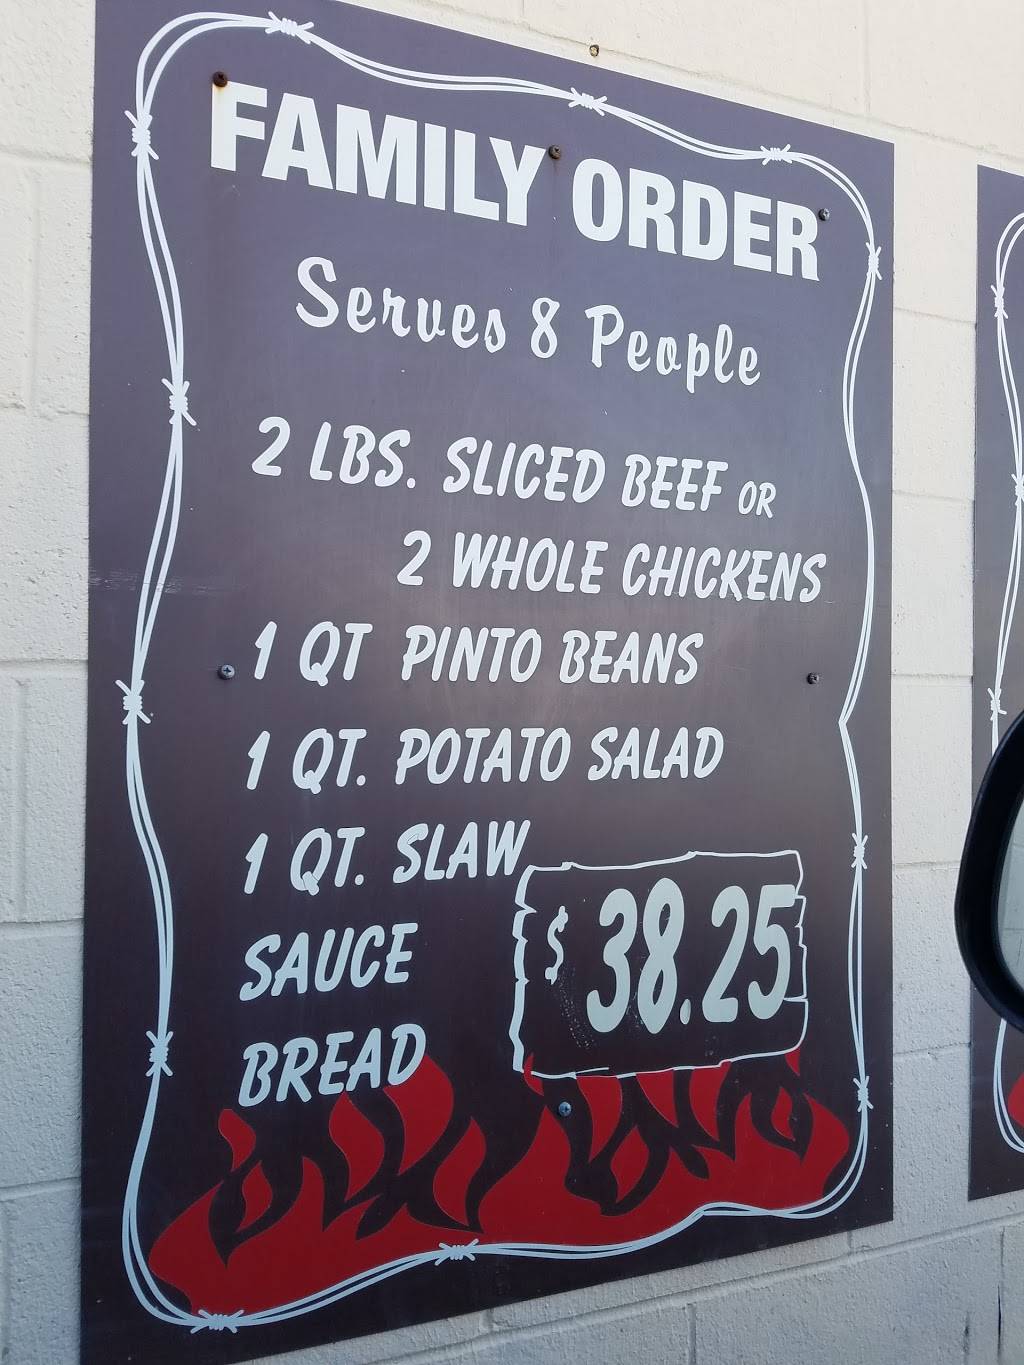 FAMILY ORDER
Serves 8 People
2 LBS. SLICED BEEF OR
2 WHOLE CHICKENS
1 QT PINTO BEANS
1 QT. POTATO SALAD
1 QT. SLAW
SAUCE
BREAD
$ 38.25